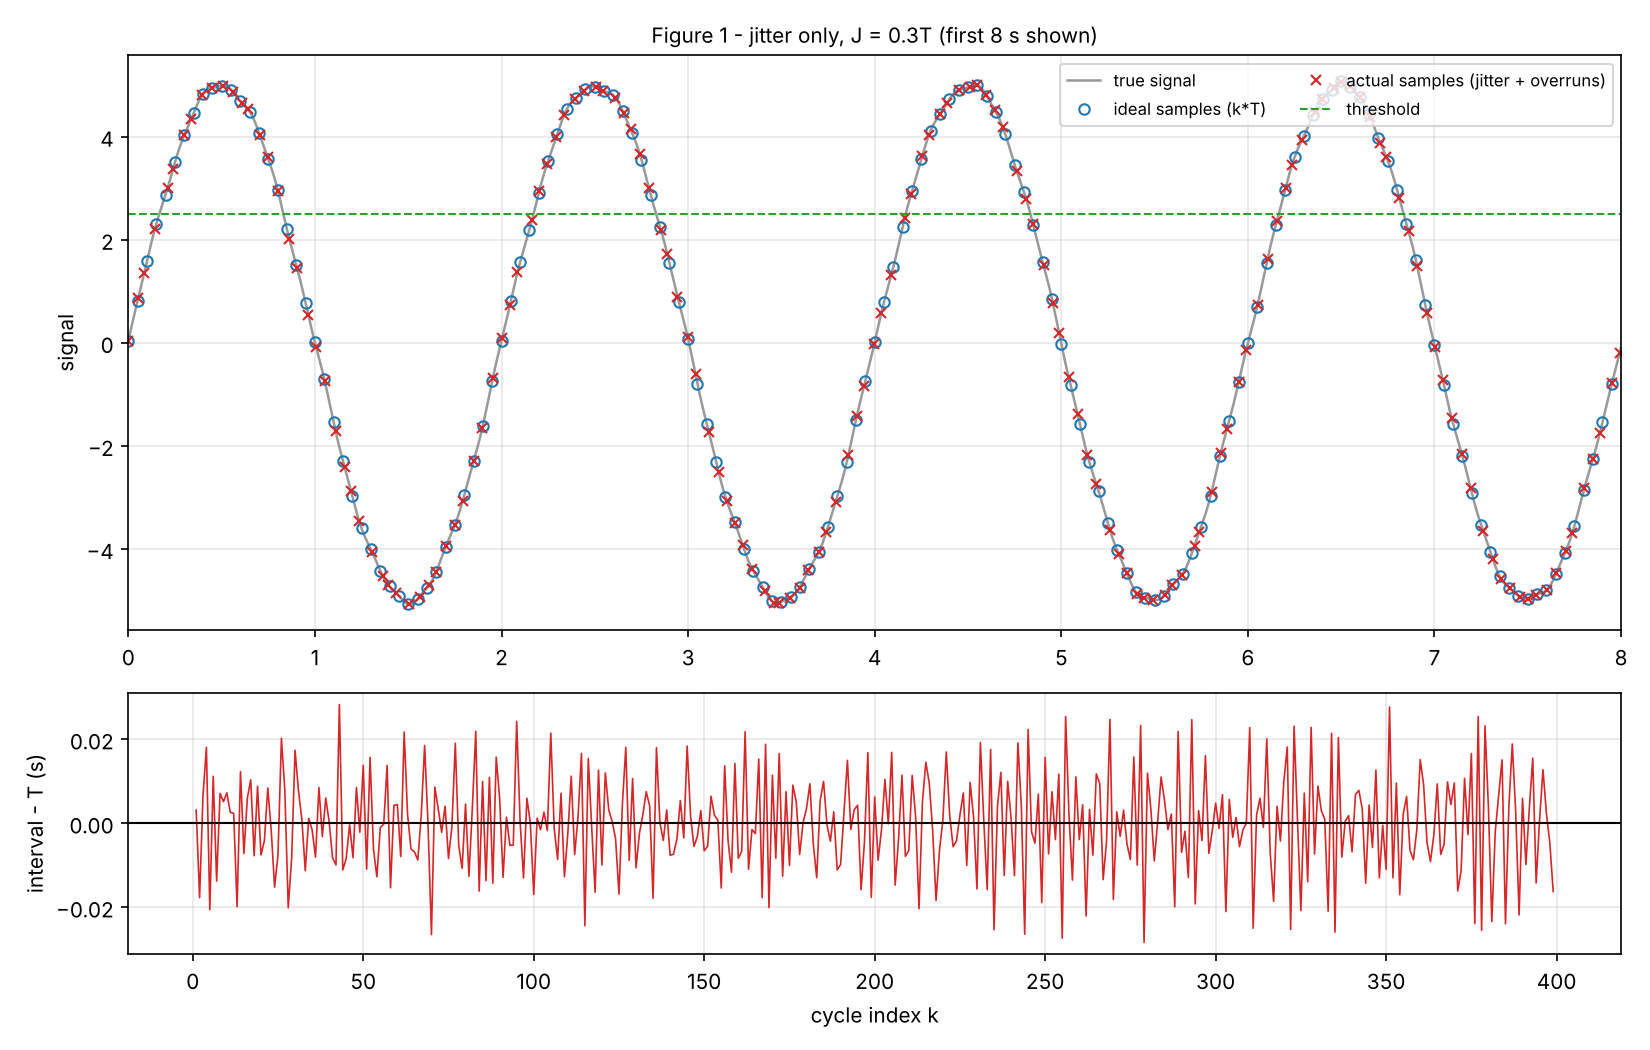 Figure 1 - jitter only, J = 0.3T (first 8 s shown)
true signal
ideal samples (k*T)
actual samples (jitter + overruns)
threshold
signal
4
2
0
−2
−4
0 1 2 3 4 5 6 7 8
interval - T (s)
0.02
0.00
−0.02
0 50 100 150 200 250 300 350 400
cycle index k